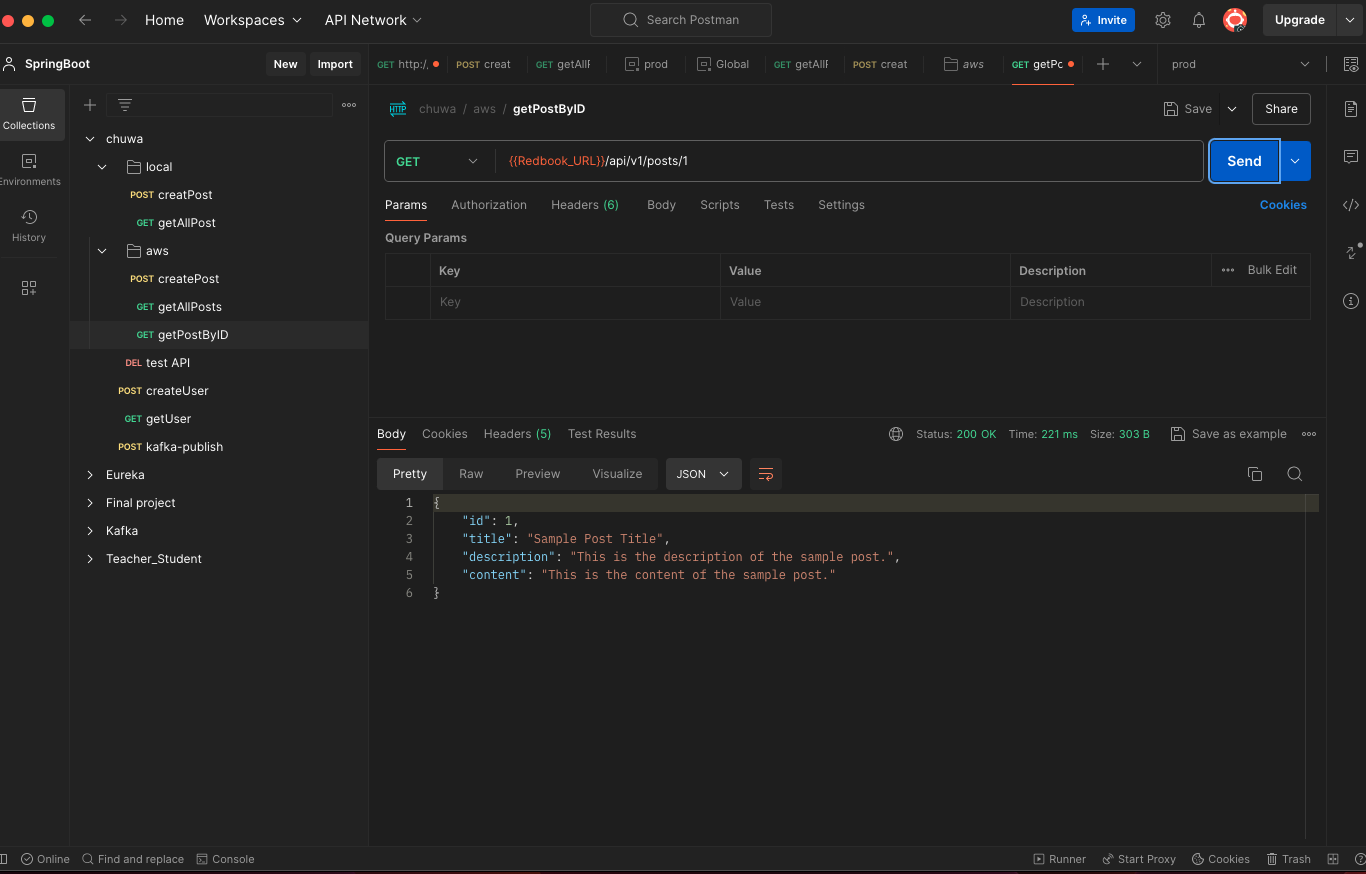 Home Workspaces API Network Search Postman Invite Upgrade
SpringBoot New Import
GET http:/, POST creat GET getAllF prod Global GET getAllF POST creat aws GET getPc prod
Collections
Environments
History
chuwa
local
POST creatPost
GET getAllPost
aws
POST createPost
GET getAllPosts
GET getPostByID
DEL test API
POST createUser
GET getUser
POST kafka-publish
Eureka
Final project
Kafka
Teacher_Student
HTTP chuwa / aws / getPostByID Save Share
GET {{Redbook_URL}}/api/v1/posts/1 Send
Params Authorization Headers (6) Body Scripts Tests Settings Cookies
Query Params
Key Value Description Bulk Edit
Key Value Description
Body Cookies Headers (5) Test Results Status: 200 OK Time: 221 ms Size: 303 B Save as example
Pretty Raw Preview Visualize JSON
1 {
2 "id": 1,
3 "title": "Sample Post Title",
4 "description": "This is the description of the sample post.",
5 "content": "This is the content of the sample post."
6 }
Online Find and replace Console Runner Start Proxy Cookies Trash